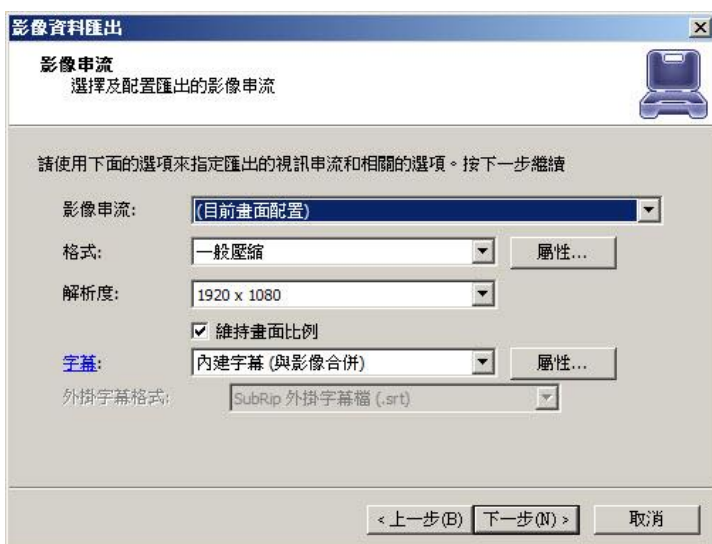 影像資料匯出
影像串流
選擇及配置匯出的影像串流
請使用下面的選項來指定匯出的視訊串流和相關的選項。按下一步繼續
影像串流: (目前畫面配置)
格式: 一般壓縮 屬性...
解析度: 1920 x 1080
維持畫面比例
字幕: 內建字幕 (與影像合併) 屬性...
外掛字幕格式: SubRip 外掛字幕檔 (.srt)
< 上一步(B) 下一步(N) > 取消